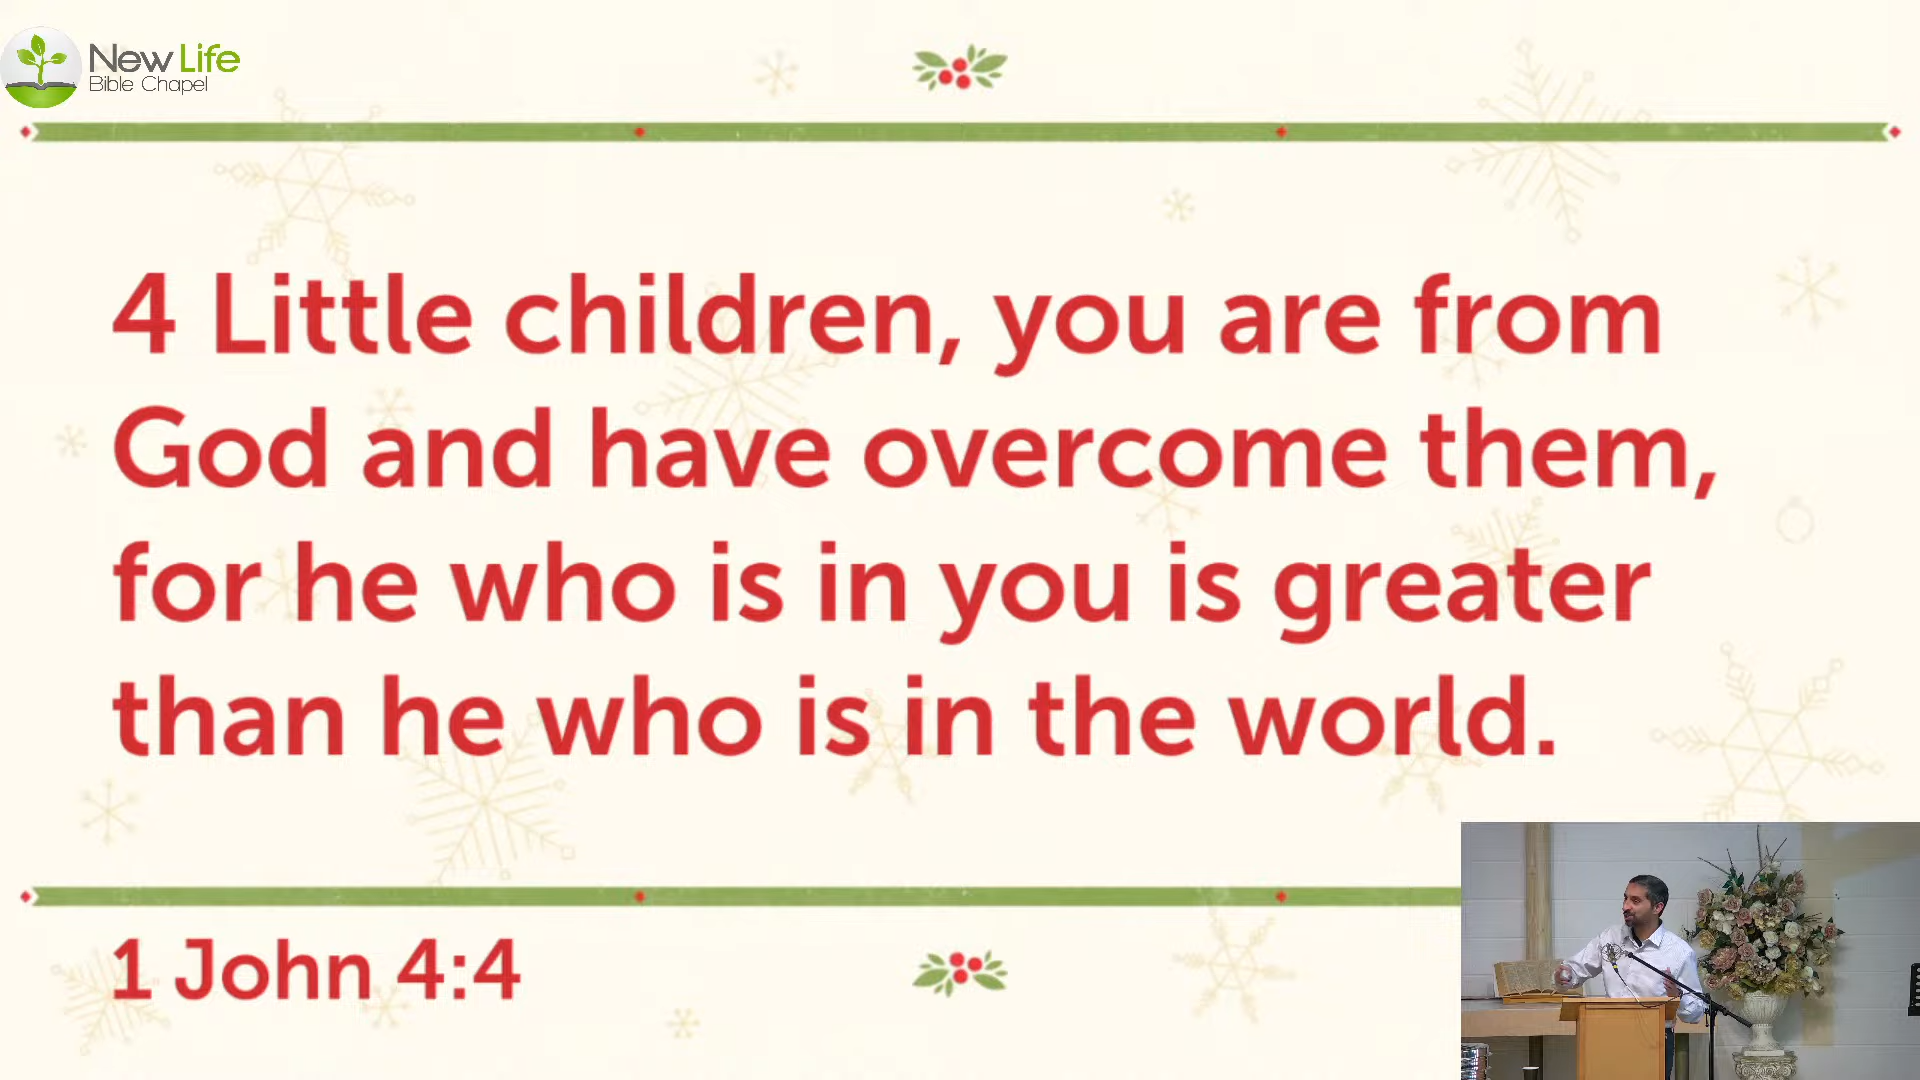 New Life
Bible Chapel
4 Little children, you are from
God and have overcome them,
for he who is in you is greater
than he who is in the world.
1 John 4:4